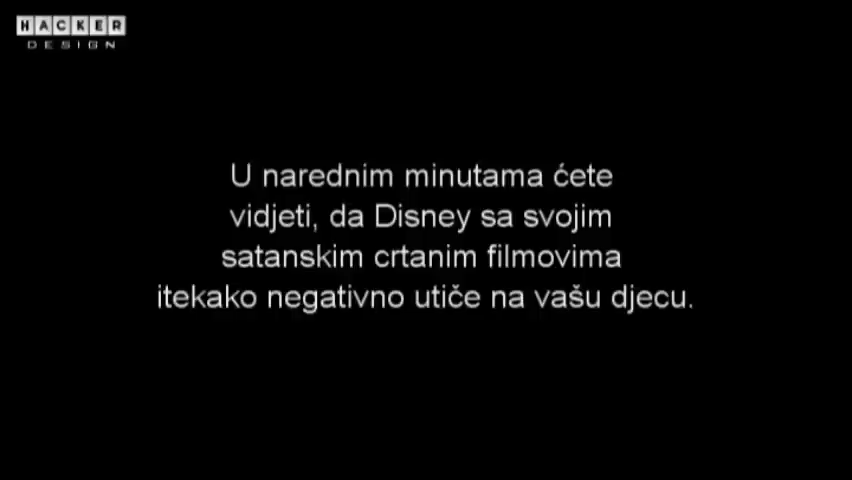 HACKER
DESIGN
U narednim minutama ćete
vidjeti, da Disney sa svojim
satanskim crtanim filmovima
itekako negativno utiče na vašu djecu.